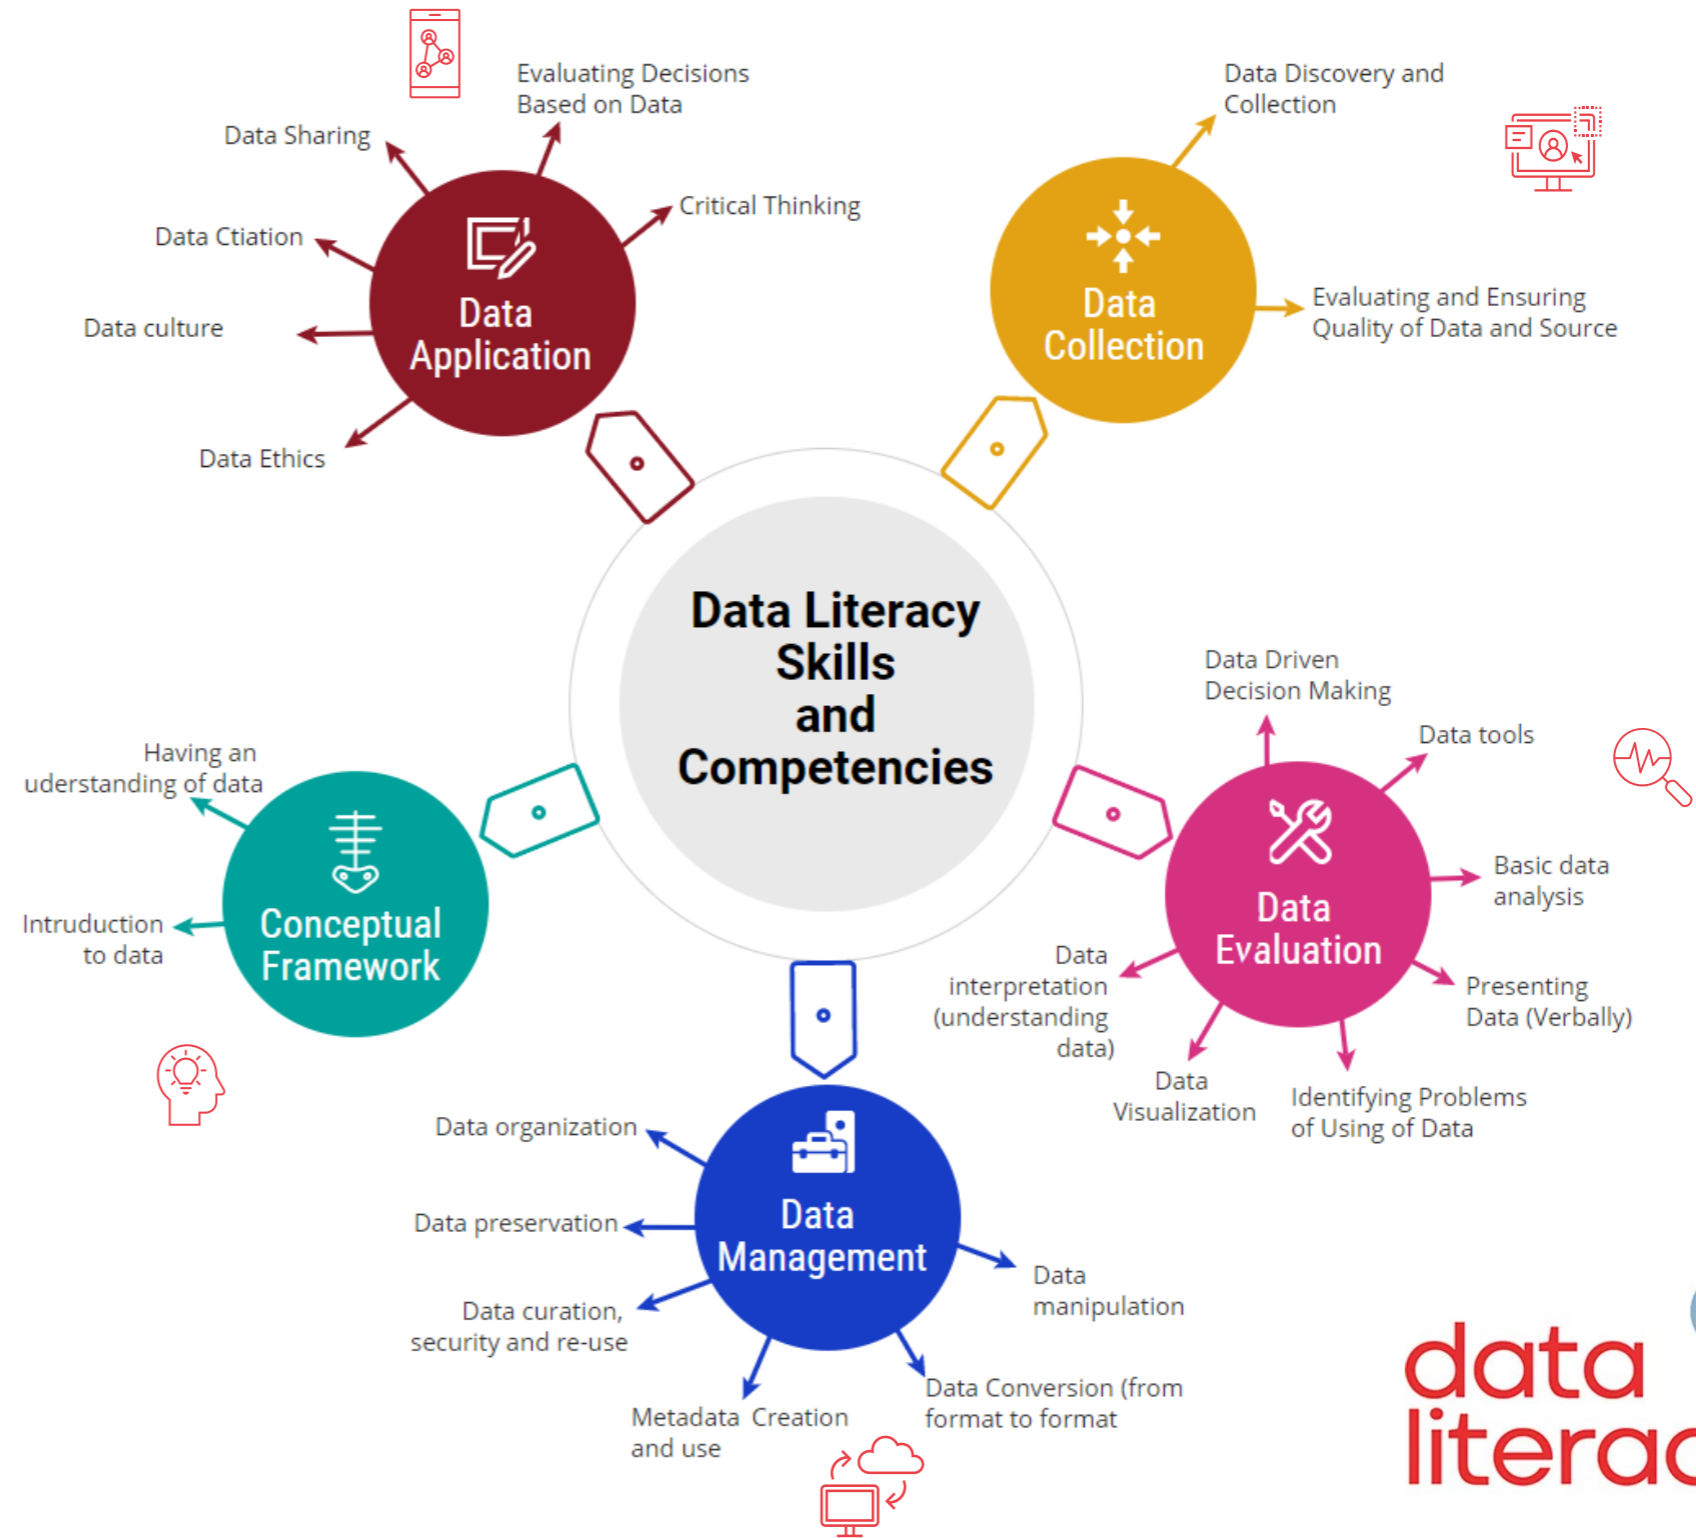 Evaluating Decisions
Based on Data
Data Sharing
Critical Thinking
Data Ctiation
Data culture
Data Ethics
Data
Application
Data Discovery and
Collection
Evaluating and Ensuring
Quality of Data and Source
Data
Collection
Data Literacy
Skills
and
Competencies
Having an
uderstanding of data
Intruduction
to data
Conceptual
Framework
Data Driven
Decision Making
Data tools
Basic data
analysis
Presenting
Data (Verbally)
Identifying Problems
of Using of Data
Data
Visualization
Data
interpretation
(understanding
data)
Data
Evaluation
Data organization
Data preservation
Data curation,
security and re-use
Metadata Creation
and use
Data Conversion (from
format to format
Data
manipulation
Data
Management
data
literac